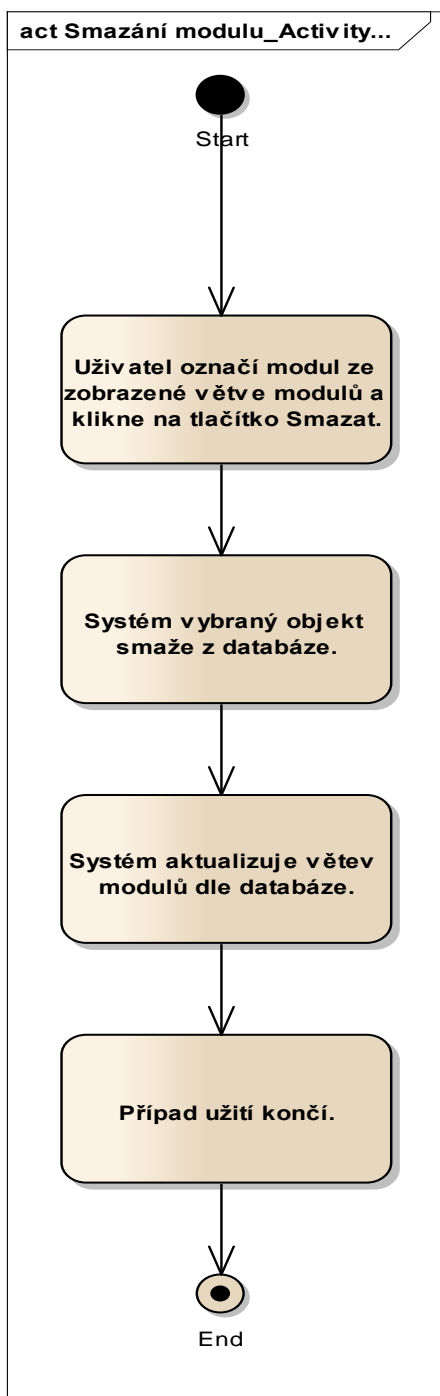 act Smazání modulu_Activity...
Start
Uživatel označí modul ze
zobrazené větve modulů a
klikne na tlačítko Smazat.
Systém vybraný objekt
smaže z databáze.
Systém aktualizuje větev
modulů dle databáze.
Případ užití končí.
End